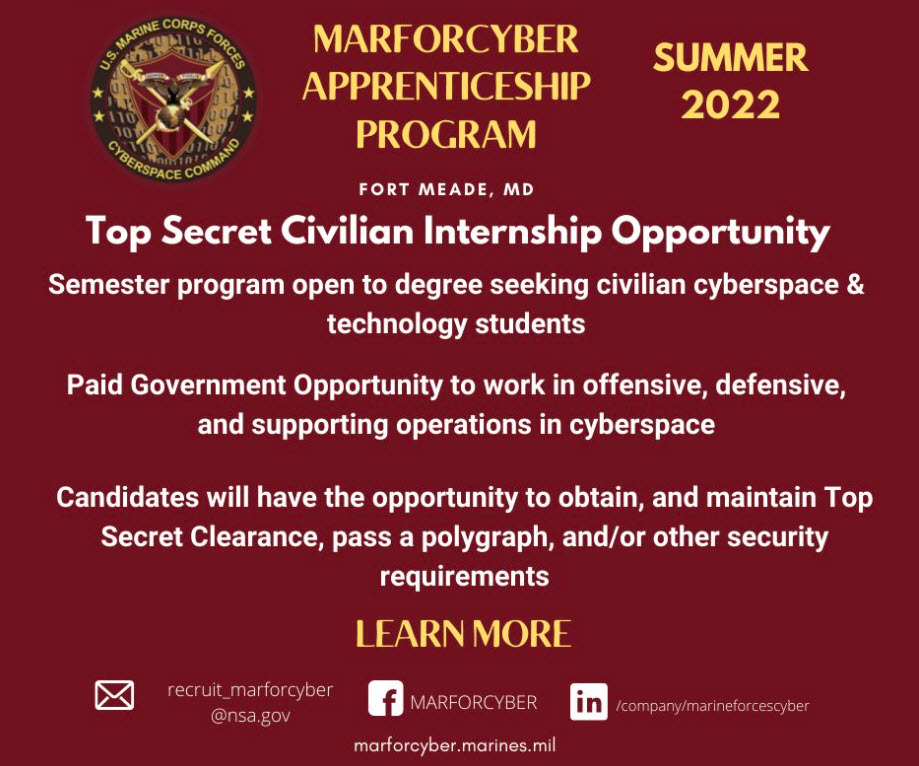 U.S. MARINE CORPS FORCES
CYBERSPACE COMMAND
MARFORCYBER
APPRENTICESHIP
PROGRAM
SUMMER
2022
FORT MEADE, MD
Top Secret Civilian Internship Opportunity
Semester program open to degree seeking civilian cyberspace &
technology students
Paid Government Opportunity to work in offensive, defensive,
and supporting operations in cyberspace
Candidates will have the opportunity to obtain, and maintain Top
Secret Clearance, pass a polygraph, and/or other security
requirements
LEARN MORE
recruit_marforcyber
@nsa.gov
MARFORCYBER
/company/marineforcescyber
marforcyber.marines.mil